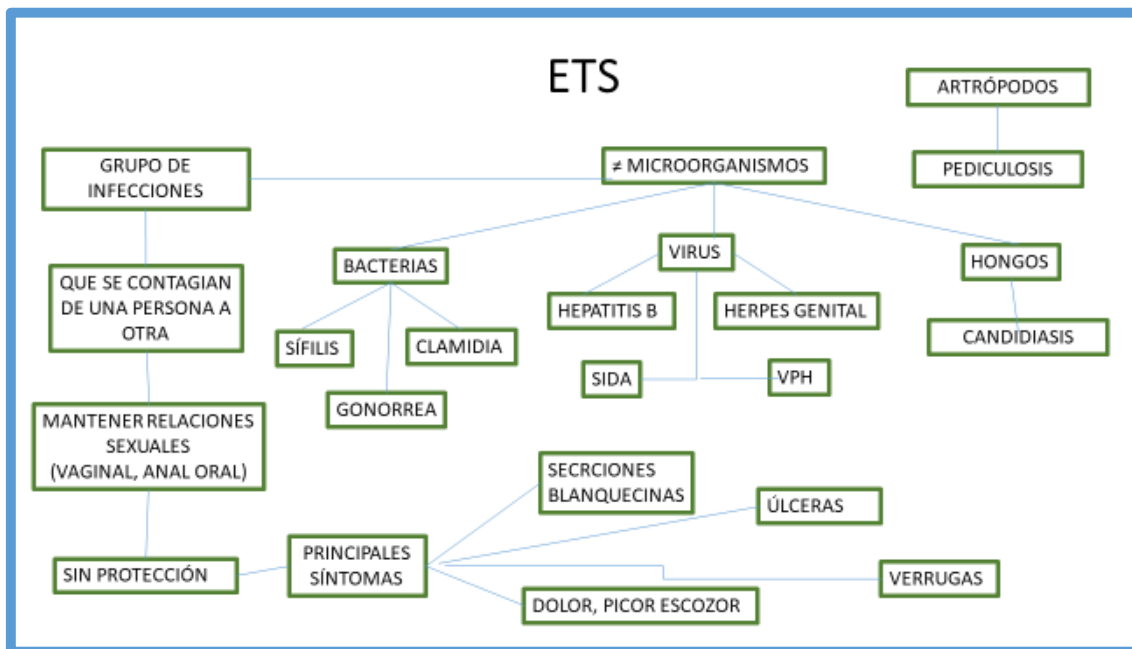 ETS
ARTRÓPODOS
PEDICULOSIS
GRUPO DE
INFECCIONES
≠ MICROORGANISMOS
QUE SE CONTAGIAN
DE UNA PERSONA A
OTRA
BACTERIAS
VIRUS
HONGOS
HEPATITIS B
HERPES GENITAL
SÍFILIS
CLAMIDIA
CANDIDIASIS
GONORREA
SIDA
VPH
MANTENER RELACIONES
SEXUALES
(VAGINAL, ANAL ORAL)
SIN PROTECCIÓN
PRINCIPALES
SÍNTOMAS
SECRCIONES
BLANQUECINAS
ÚLCERAS
VERRUGAS
DOLOR, PICOR ESCOZOR